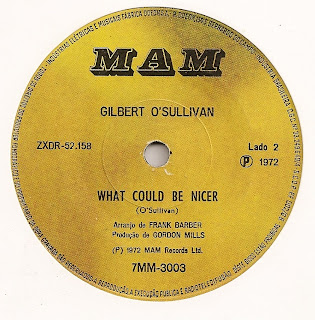 MAM
GILBERT O'SULLIVAN
ZXDR-52.158
Lado 2
Ⓟ 1972
WHAT COULD BE NICER
(O'Sullivan)
Arranjo de FRANK BARBER
Produção de GORDON MILLS
(P) 1972 MAM Records Ltd.
7MM-3003